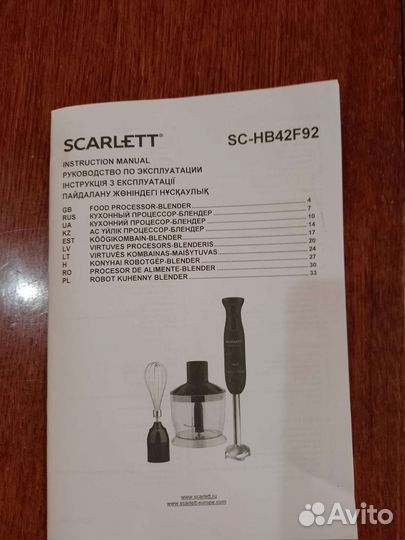 SCARLETT®
SC-HB42F92
INSTRUCTION MANUAL
РУКОВОДСТВО ПО ЭКСПЛУАТАЦИИ
ІНСТРУКЦІЯ З ЕКСПЛУАТАЦІЇ
ПАЙДАЛАНУ ЖӨНІНДЕГІ НҰСҚАУЛЫҚ
GB FOOD PROCESSOR-BLENDER 4
RUS КУХОННЫЙ ПРОЦЕССОР-БЛЕНДЕР 7
UA КУХОННИЙ ПРОЦЕССОР-БЛЕНДЕР 10
KZ АС ҮЙЛІК ПРОЦЕССОР-БЛЕНДЕР 14
EST KÖÖGIKOMBAIN-BLENDER 17
LV VIRTUVES PROCESORS-BLENDERIS 20
LT VIRTUVĖS KOMBAINAS-MAIŠYTUVAS 24
H KONYHAI ROBOTGÉP-BLENDER 27
RO PROCESOR DE ALIMENTE-BLENDER 30
PL ROBOT KUHENNY BLENDER 33
www.scarlett.ru
www.scarlett-europe.com
Avito